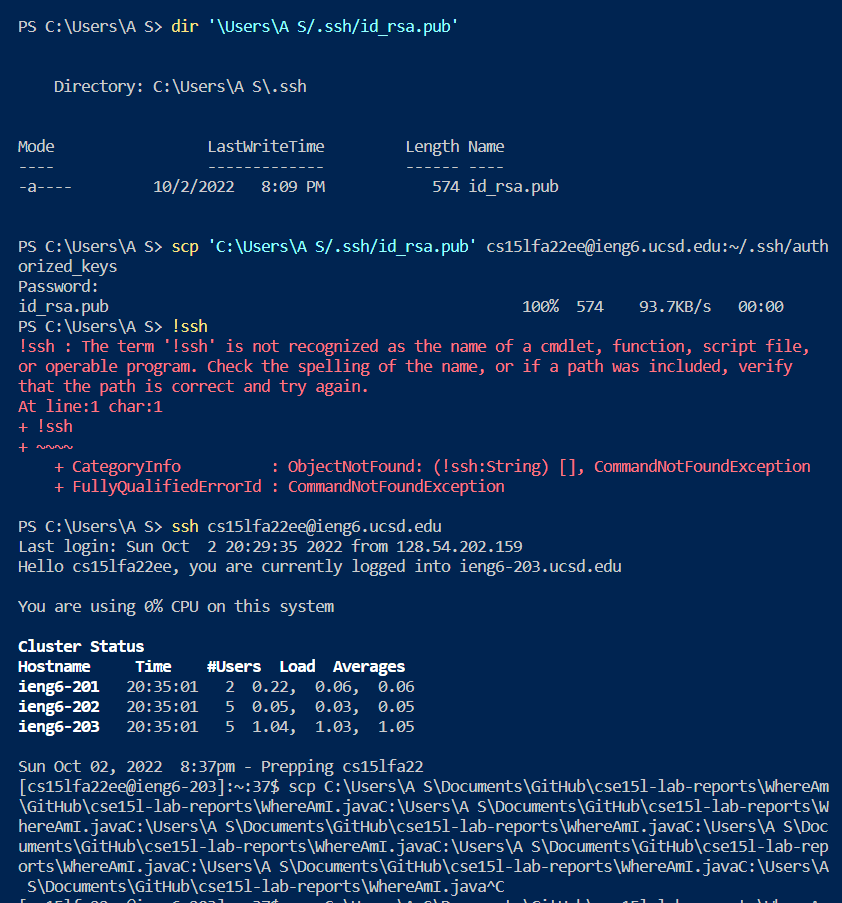 PS C:\Users\A S> dir '\Users\A S/.ssh/id_rsa.pub'
Directory: C:\Users\A S\.ssh
Mode LastWriteTime Length Name
---- ------------- ------ ----
-a---- 10/2/2022 8:09 PM 574 id_rsa.pub
PS C:\Users\A S> scp 'C:\Users\A S/.ssh/id_rsa.pub' cs15lfa22ee@ieng6.ucsd.edu:~/.ssh/auth
orized_keys
Password:
id_rsa.pub 100% 574 93.7KB/s 00:00
PS C:\Users\A S> !ssh
!ssh : The term '!ssh' is not recognized as the name of a cmdlet, function, script file,
or operable program. Check the spelling of the name, or if a path was included, verify
that the path is correct and try again.
At line:1 char:1
+ !ssh
+ ~~~~
+ CategoryInfo : ObjectNotFound: (!ssh:String) [], CommandNotFoundException
+ FullyQualifiedErrorId : CommandNotFoundException
PS C:\Users\A S> ssh cs15lfa22ee@ieng6.ucsd.edu
Last login: Sun Oct 2 20:29:35 2022 from 128.54.202.159
Hello cs15lfa22ee, you are currently logged into ieng6-203.ucsd.edu
You are using 0% CPU on this system
Cluster Status
Hostname Time #Users Load Averages
ieng6-201 20:35:01 2 0.22, 0.06, 0.06
ieng6-202 20:35:01 5 0.05, 0.03, 0.05
ieng6-203 20:35:01 5 1.04, 1.03, 1.05
Sun Oct 02, 2022 8:37pm - Prepping cs15lfa22
[cs15lfa22ee@ieng6-203]:~:37$ scp C:\Users\A S\Documents\GitHub\cse15l-lab-reports\WhereAm
\GitHub\cse15l-lab-reports\WhereAmI.javaC:\Users\A S\Documents\GitHub\cse15l-lab-reports\W
hereAmI.javaC:\Users\A S\Documents\GitHub\cse15l-lab-reports\WhereAmI.javaC:\Users\A S\Doc
uments\GitHub\cse15l-lab-reports\WhereAmI.javaC:\Users\A S\Documents\GitHub\cse15l-lab-rep
orts\WhereAmI.javaC:\Users\A S\Documents\GitHub\cse15l-lab-reports\WhereAmI.javaC:\Users\A
S\Documents\GitHub\cse15l-lab-reports\WhereAmI.java^C